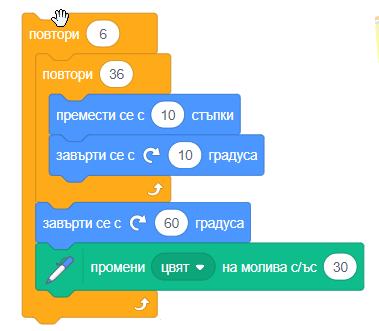 повтори 6
повтори 36
премести се с 10 стъпки
завърти се с 10 градуса
завърти се с 60 градуса
промени цвят на молива с/ъс 30